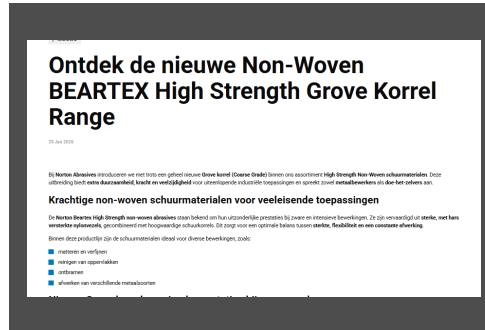 Ontdek de nieuwe Non-Woven
BEARTEX High Strength Grove Korrel
Range
20 Jan 2026
Bij Norton Abrasives introduceren we met trots een geheel nieuwe Grove korrel (Coarse Grade) binnen ons assortiment High Strength Non-Woven schuurmaterialen. Deze
uitbreiding biedt extra duurzaamheid, kracht en veelzijdigheid voor uiteenlopende industriële toepassingen en spreekt zowel metaalbewerkers als doe-het-zelvers aan.
Krachtige non-woven schuurmaterialen voor veeleisende toepassingen
De Norton Beartex High Strength non-woven abrasives staan bekend om hun uitzonderlijke prestaties bij zware en intensieve bewerkingen. Ze zijn vervaardigd uit sterke, met hars
versterkte nylonvezels, gecombineerd met hoogwaardige schuurkorrels. Dit zorgt voor een optimale balans tussen sterkte, flexibiliteit en een constante afwerking.
Binnen deze productlijn zijn de schuurmaterialen ideaal voor diverse bewerkingen, zoals:
matteren en verfijnen
reinigen van oppervlakken
ontbramen
afwerken van verschillende metaalsoorten